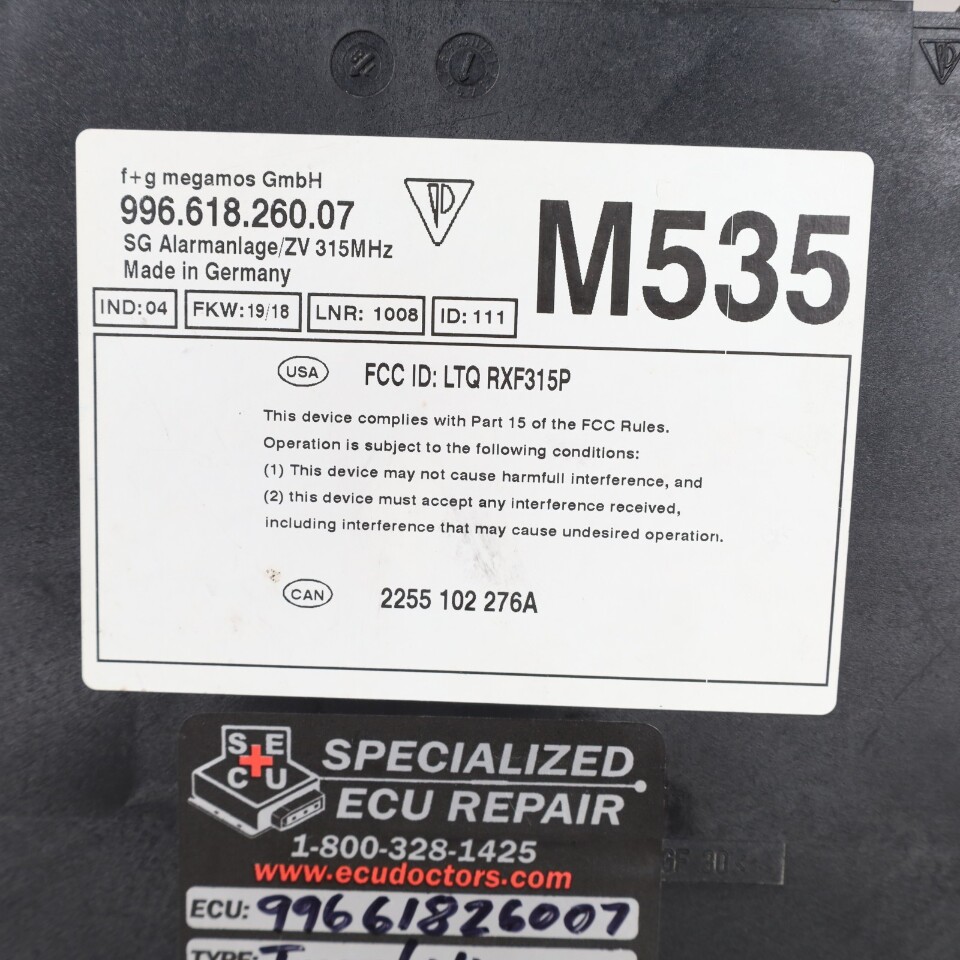 f+g megamos GmbH
996.618.260.07
SG Alarmanlage/ZV 315MHz
Made in Germany
M535
IND: 04 FKW: 19/18 LNR: 1008 ID: 111
USA FCC ID: LTQ RXF315P
This device complies with Part 15 of the FCC Rules.
Operation is subject to the following conditions:
(1) This device may not cause harmfull interference, and
(2) this device must accept any interference received,
including interference that may cause undesired operation.
CAN 2255 102 276A
SE
CU
SPECIALIZED
ECU REPAIR
1-800-328-1425
www.ecudoctors.com
ECU: 99661826007
TYPE: